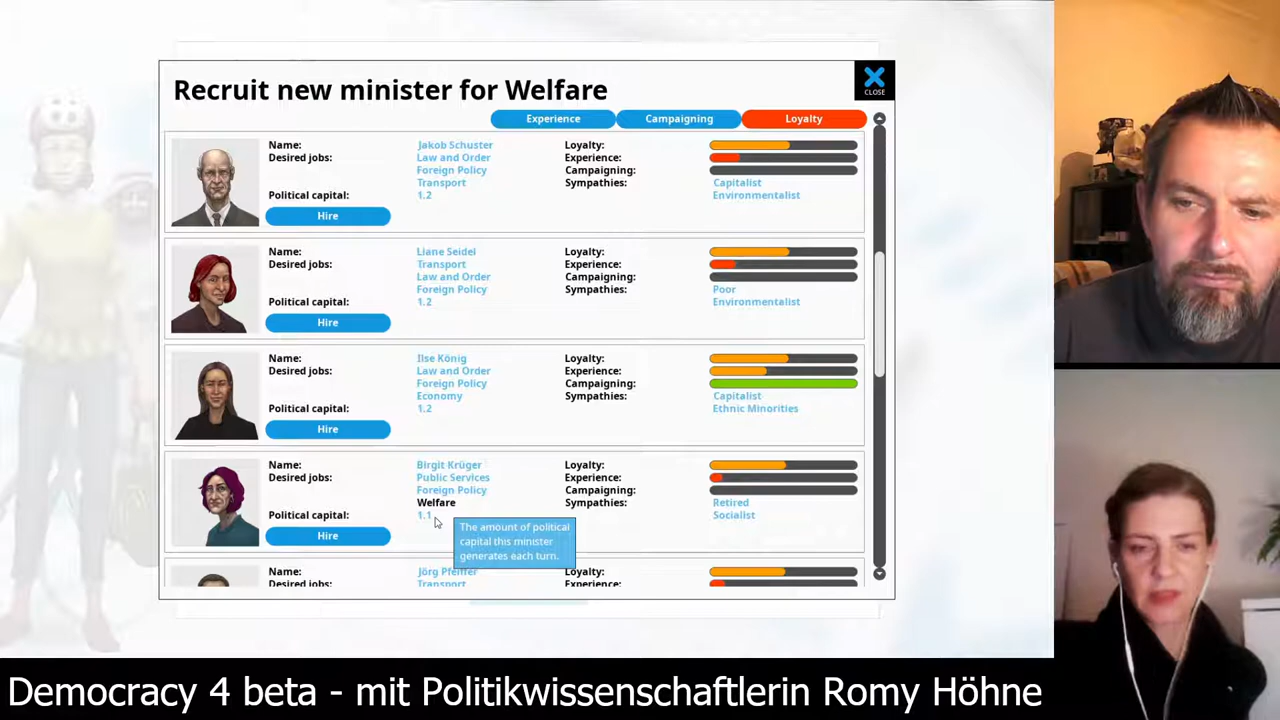 Recruit new minister for Welfare
CLOSE
Experience Campaigning Loyalty
Name: Jakob Schuster Loyalty:
Desired jobs: Law and Order Experience:
Foreign Policy Campaigning:
Transport Sympathies: Capitalist
Political capital: 1.2 Environmentalist
Hire
Name: Liane Seidel Loyalty:
Desired jobs: Transport Experience:
Law and Order Campaigning:
Foreign Policy Sympathies: Poor
Political capital: 1.2 Environmentalist
Hire
Name: Ilse König Loyalty:
Desired jobs: Law and Order Experience:
Foreign Policy Campaigning:
Economy Sympathies: Capitalist
Political capital: 1.2 Ethnic Minorities
Hire
Name: Birgit Krüger Loyalty:
Desired jobs: Public Services Experience:
Foreign Policy Campaigning:
Welfare Sympathies: Retired
Political capital: 1.1 Socialist
Hire
The amount of political
capital this minister
generates each turn.
Name: Jörg Pfeiffer Loyalty:
Desired jobs: Transport Experience:
Democracy 4 beta - mit Politikwissenschaftlerin Romy Höhne